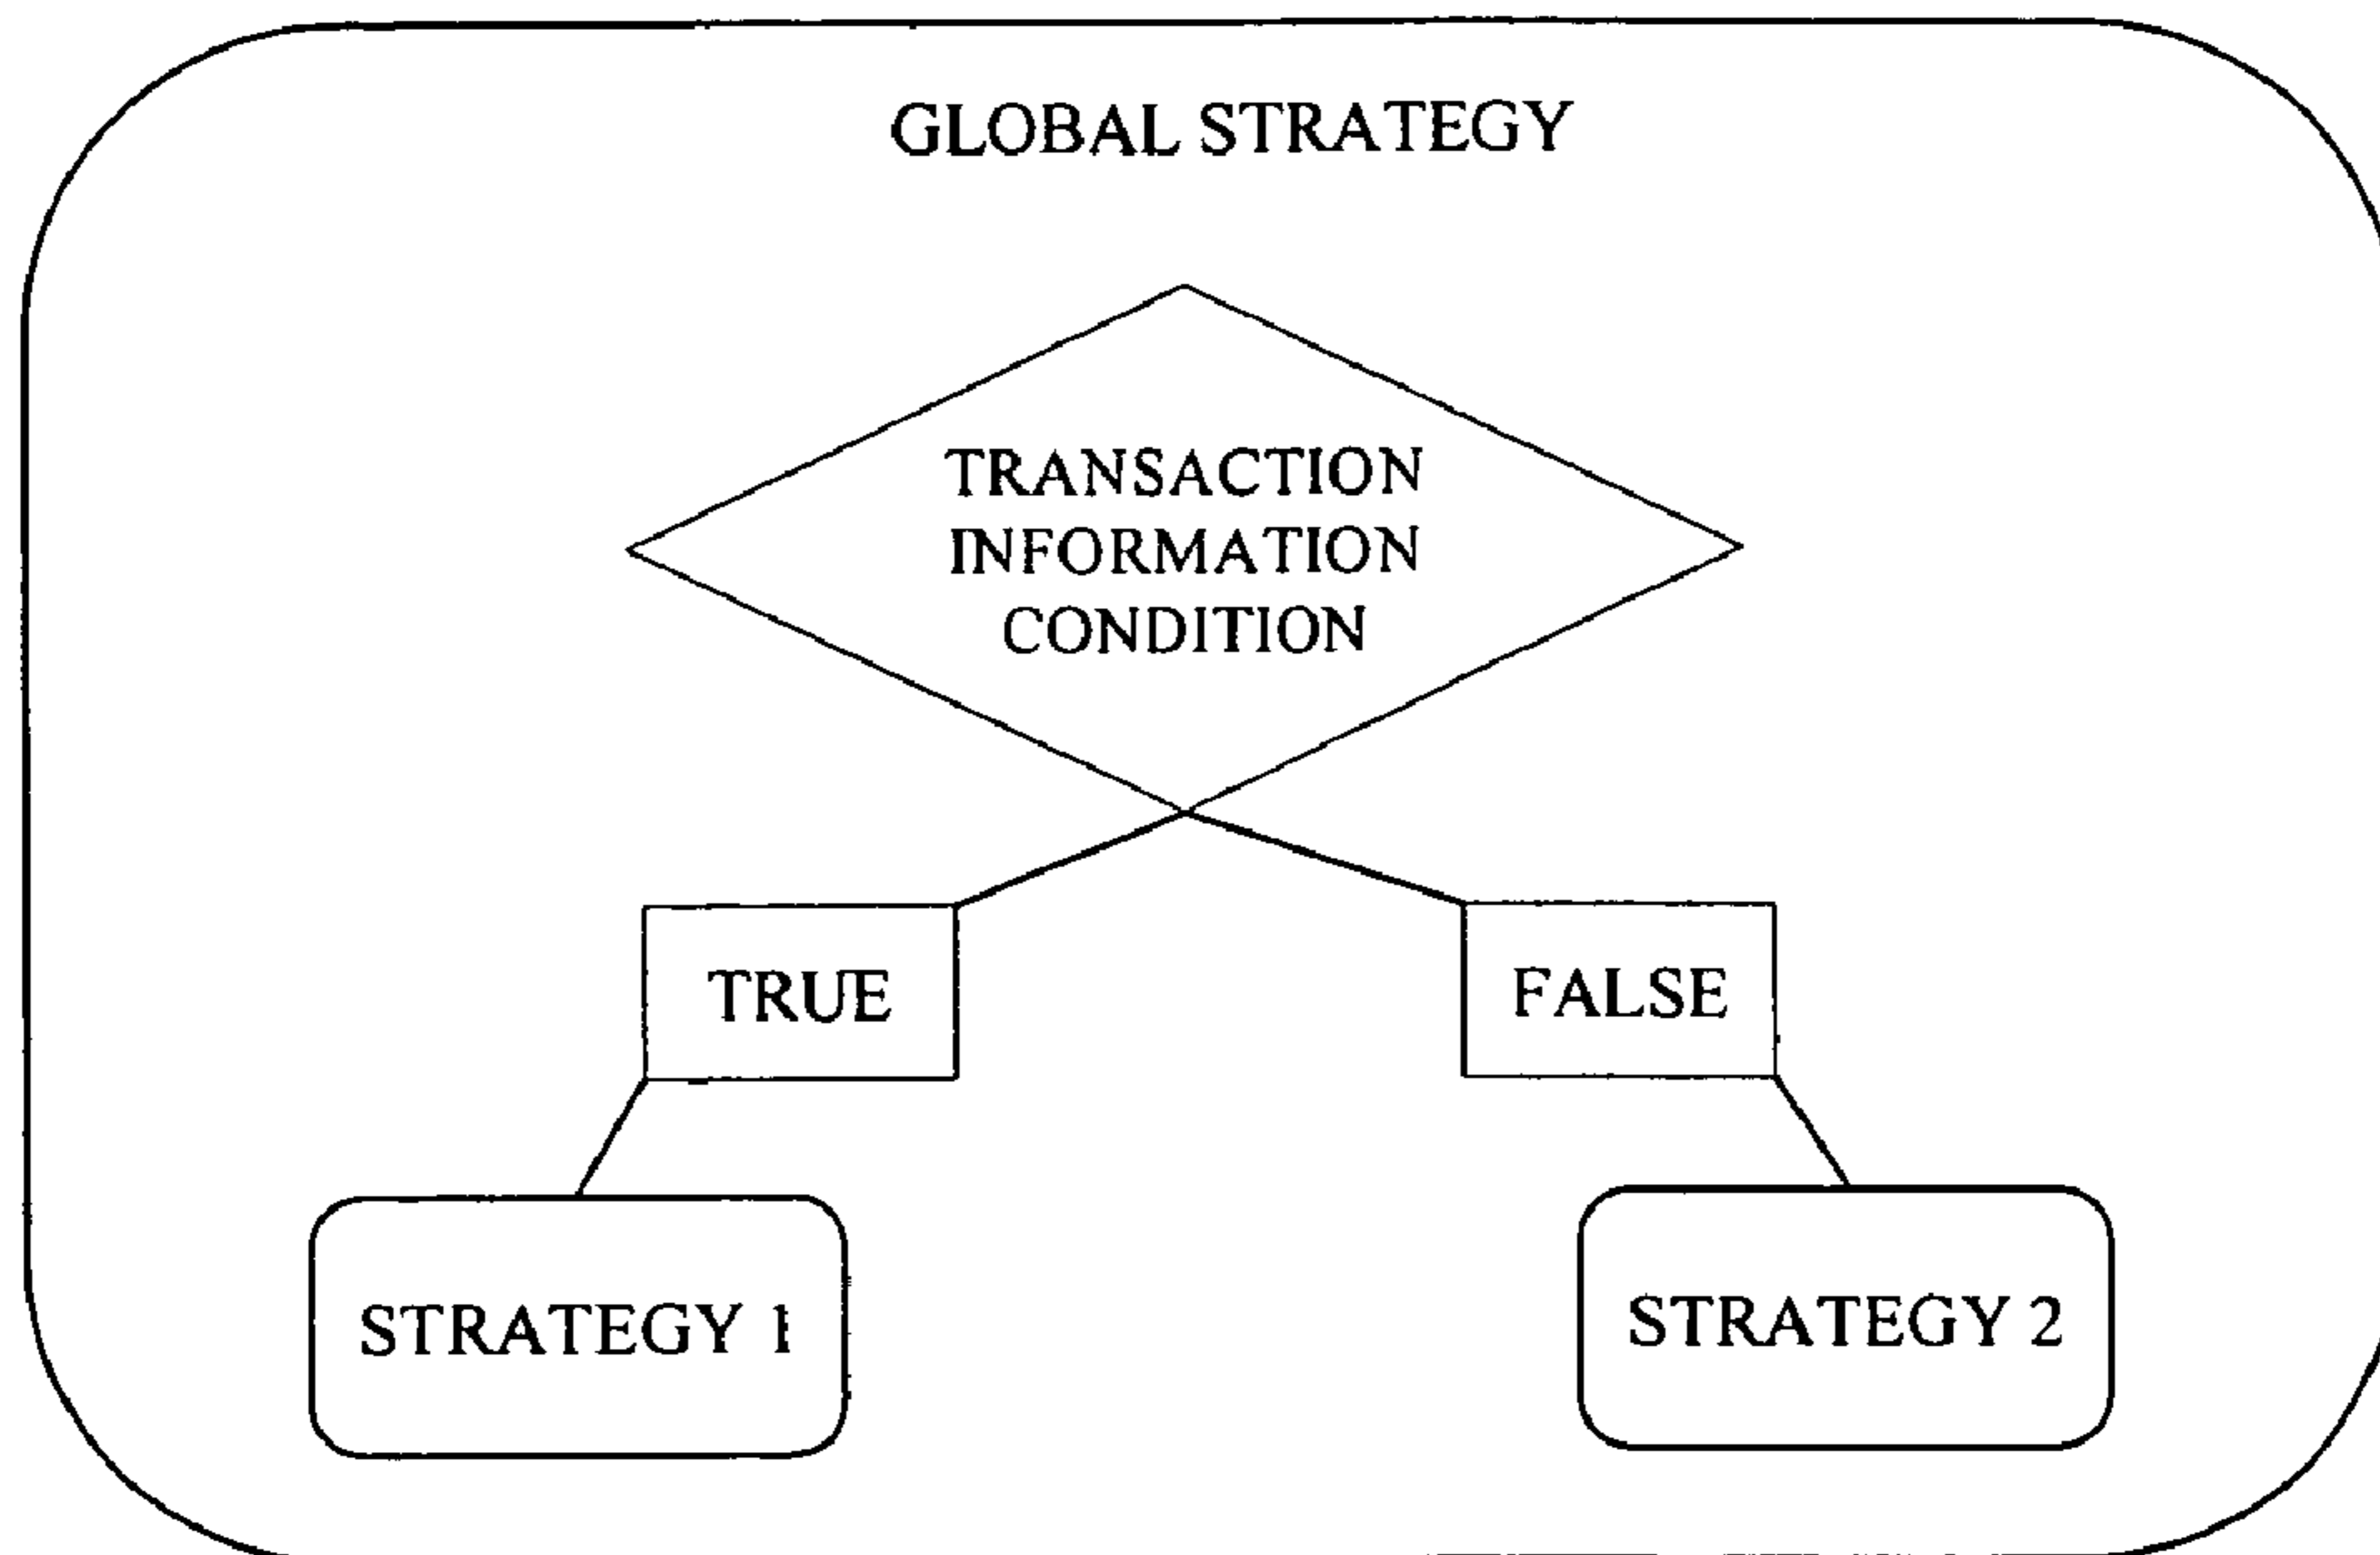 GLOBAL STRATEGY
TRANSACTION
INFORMATION
CONDITION
TRUE
FALSE
STRATEGY 1
STRATEGY 2